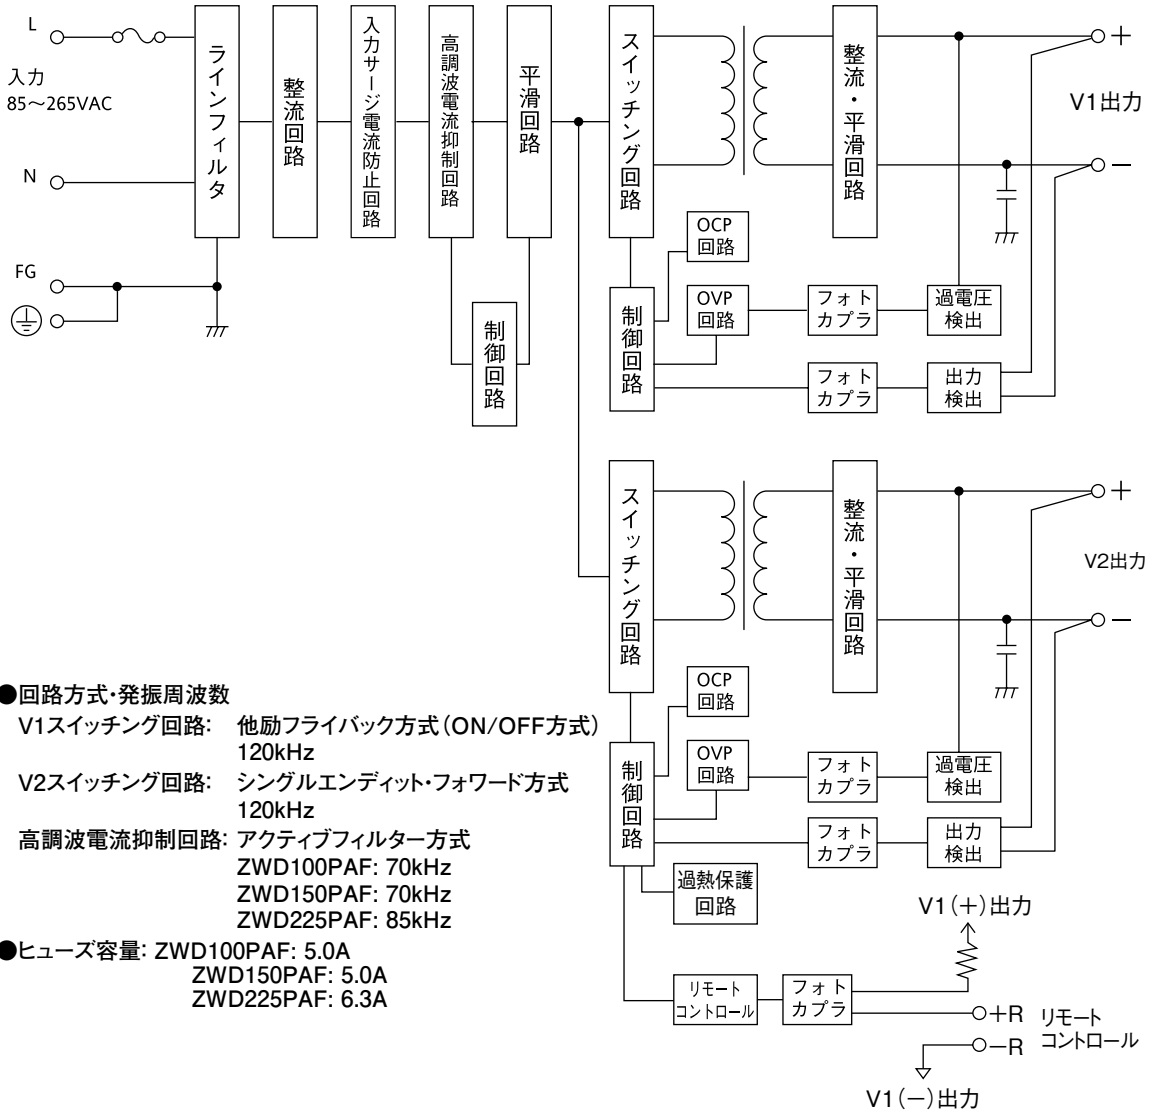 L
入力
85～265VAC
N
FG
ラインフィルタ
整流回路
入力サージ電流防止回路
高調波電流抑制回路
平滑回路
制御回路
スイッチング回路
整流・平滑回路
＋
V1出力
－
OCP
回路
OVP
回路
制御回路
フォト
カプラ
過電圧
検出
フォト
カプラ
出力
検出
スイッチング回路
整流・平滑回路
＋
V2出力
－
OCP
回路
OVP
回路
制御回路
フォト
カプラ
過電圧
検出
フォト
カプラ
出力
検出
過熱保護
回路
V1（＋）出力
リモート
コントロール
フォト
カプラ
＋R
－R
リモート
コントロール
V1（－）出力
●回路方式・発振周波数
V1スイッチング回路: 他励フライバック方式（ON/OFF方式）
120kHz
V2スイッチング回路: シングルエンディット・フォワード方式
120kHz
高調波電流抑制回路: アクティブフィルター方式
ZWD100PAF: 70kHz
ZWD150PAF: 70kHz
ZWD225PAF: 85kHz
●ヒューズ容量: ZWD100PAF: 5.0A
ZWD150PAF: 5.0A
ZWD225PAF: 6.3A